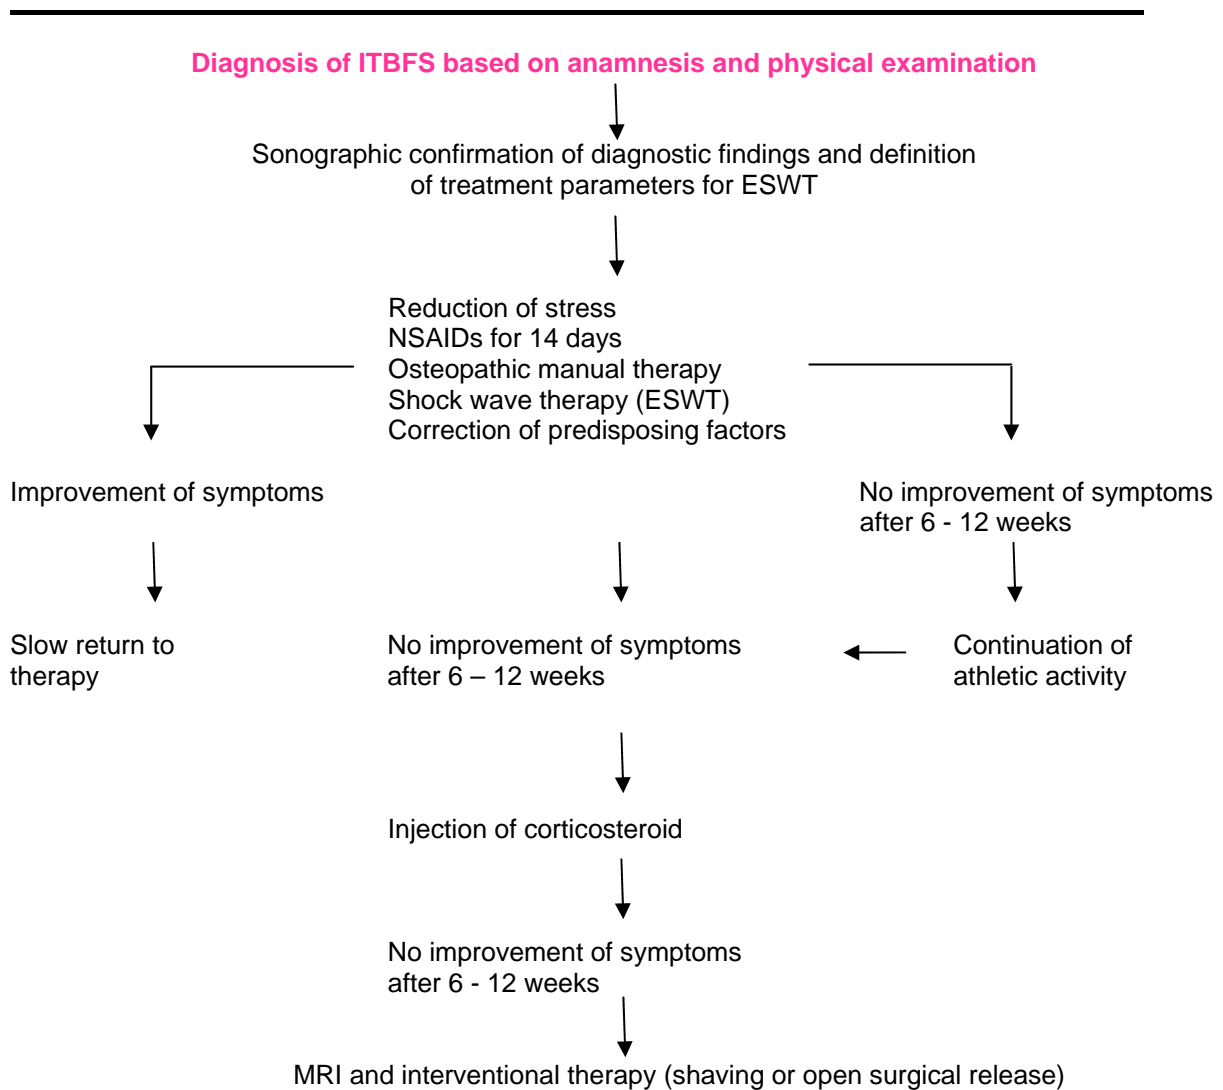 Diagnosis of ITBFS based on anamnesis and physical examination
Sonographic confirmation of diagnostic findings and definition
of treatment parameters for ESWT
Reduction of stress
NSAIDs for 14 days
Osteopathic manual therapy
Shock wave therapy (ESWT)
Correction of predisposing factors
Improvement of symptoms
No improvement of symptoms
after 6 - 12 weeks
Slow return to
therapy
No improvement of symptoms
after 6 – 12 weeks
Continuation of
athletic activity
Injection of corticosteroid
No improvement of symptoms
after 6 - 12 weeks
MRI and interventional therapy (shaving or open surgical release)